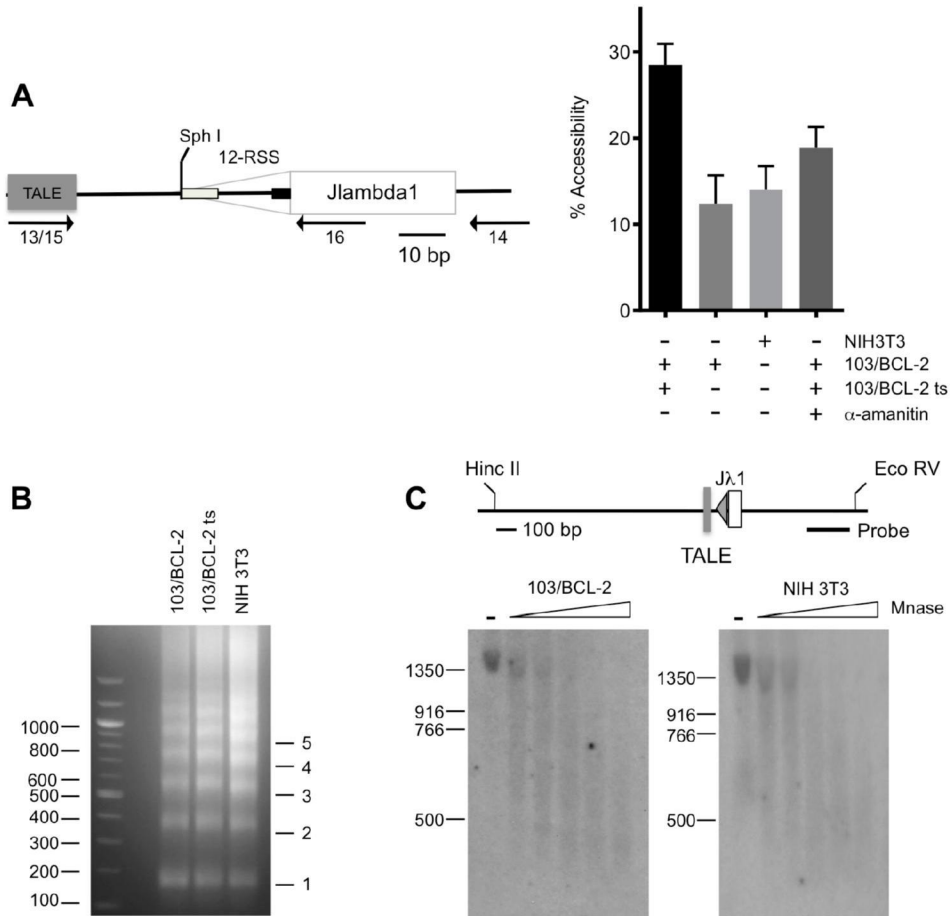 A
Sph I
12-RSS
TALE
Jlambda1
13/15
16
14
10 bp
% Accessibility
30
20
10
0
- - + - NIH3T3
+ + - + 103/BCL-2
+ - - + 103/BCL-2 ts
- - - + α-amanitin
B
103/BCL-2
103/BCL-2 ts
NIH 3T3
1000
800
600
500
400
300
200
100
5
4
3
2
1
C
Hinc II
Jλ1
Eco RV
100 bp
Probe
TALE
103/BCL-2
NIH 3T3
Mnase
-
1350
916
766
500
-
1350
916
766
500